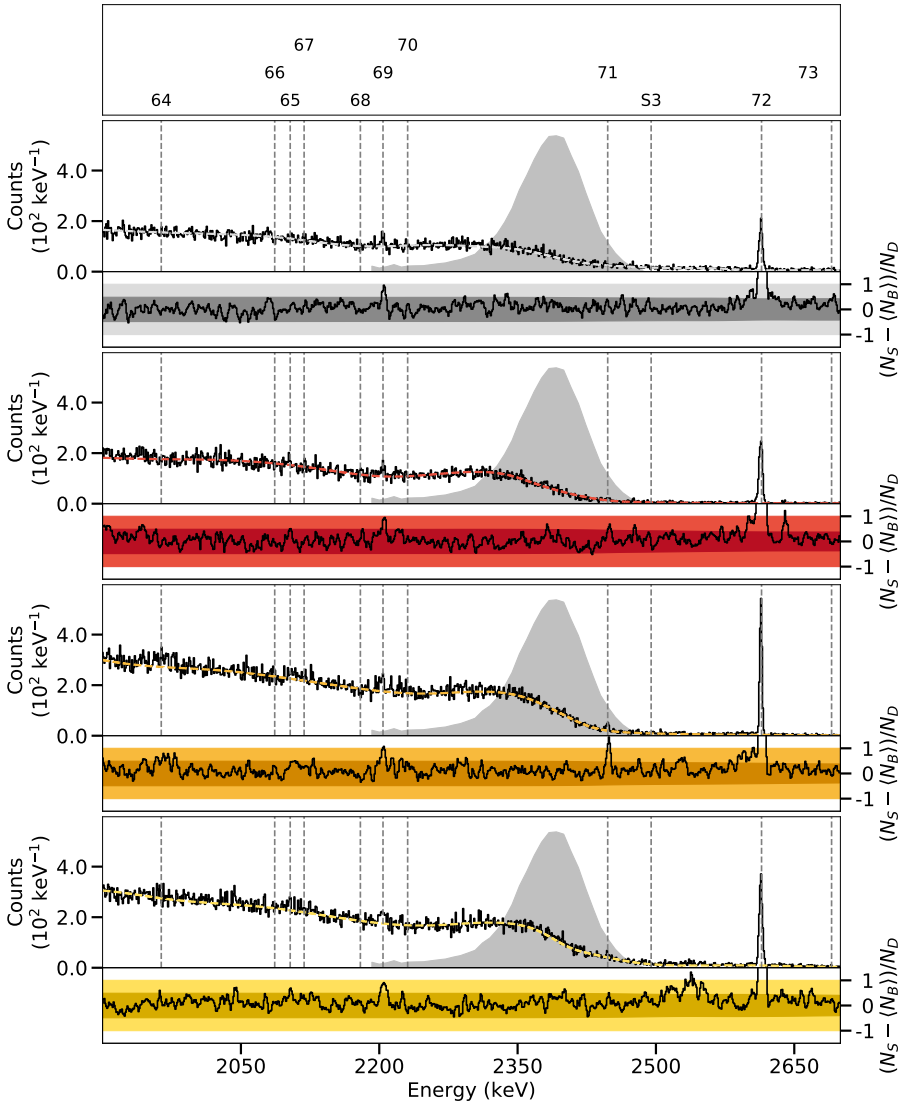 67 70
66 69 71 73
64 65 68 S3 72
Counts
(10² keV⁻¹)
4.0
2.0
0.0
1
0
-1
(N_S − ⟨N_B⟩)/N_D
Counts
(10² keV⁻¹)
4.0
2.0
0.0
1
0
-1
(N_S − ⟨N_B⟩)/N_D
Counts
(10² keV⁻¹)
4.0
2.0
0.0
1
0
-1
(N_S − ⟨N_B⟩)/N_D
Counts
(10² keV⁻¹)
4.0
2.0
0.0
1
0
-1
(N_S − ⟨N_B⟩)/N_D
2050 2200 2350 2500 2650
Energy (keV)